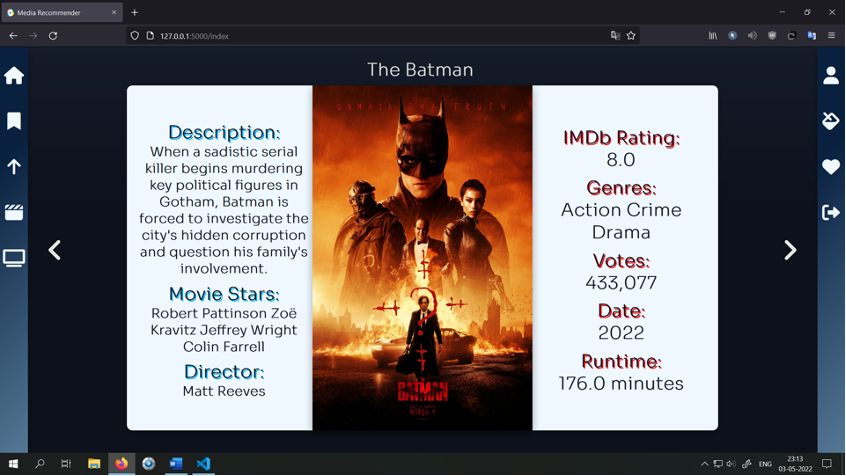 Media Recommender
127.0.0.1:5000/index
The Batman
Description:
When a sadistic serial
killer begins murdering
key political figures in
Gotham, Batman is
forced to investigate the
city's hidden corruption
and question his family's
involvement.
Movie Stars:
Robert Pattinson Zoë
Kravitz Jeffrey Wright
Colin Farrell
Director:
Matt Reeves
UNMASK THE TRUTH
THE
BATMAN
MARCH 4
IMDb Rating:
8.0
Genres:
Action Crime
Drama
Votes:
433,077
Date:
2022
Runtime:
176.0 minutes
ENG
23:13
03-05-2022